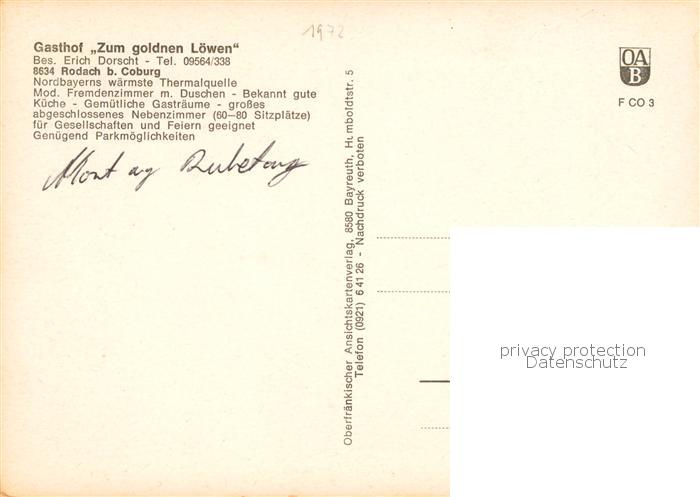 1972
Gasthof „Zum goldnen Löwen“
Bes. Erich Dorscht - Tel. 09564/338
8634 Rodach b. Coburg
Nordbayerns wärmste Thermalquelle
Mod. Fremdenzimmer m. Duschen - Bekannt gute
Küche - Gemütliche Gasträume - großes
abgeschlossenes Nebenzimmer (60—80 Sitzplätze)
für Gesellschaften und Feiern geeignet
Genügend Parkmöglichkeiten
Montag Ruhetag
Oberfränkischer Ansichtskartenverlag, 8580 Bayreuth, Humboldtstr. 5
Telefon (0921) 6 41 26 - Nachdruck verboten
OA
B
F CO 3
privacy protection
Datenschutz